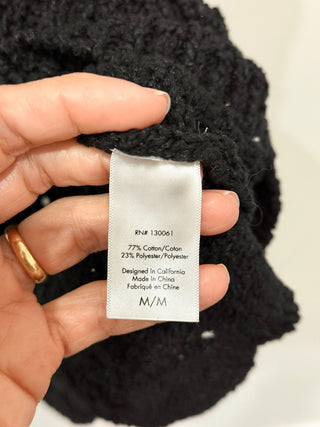 RN# 130061
77% Cotton/Coton
23% Polyester/Polyester
Designed in California
Made in China
Fabriqué en Chine
M/M